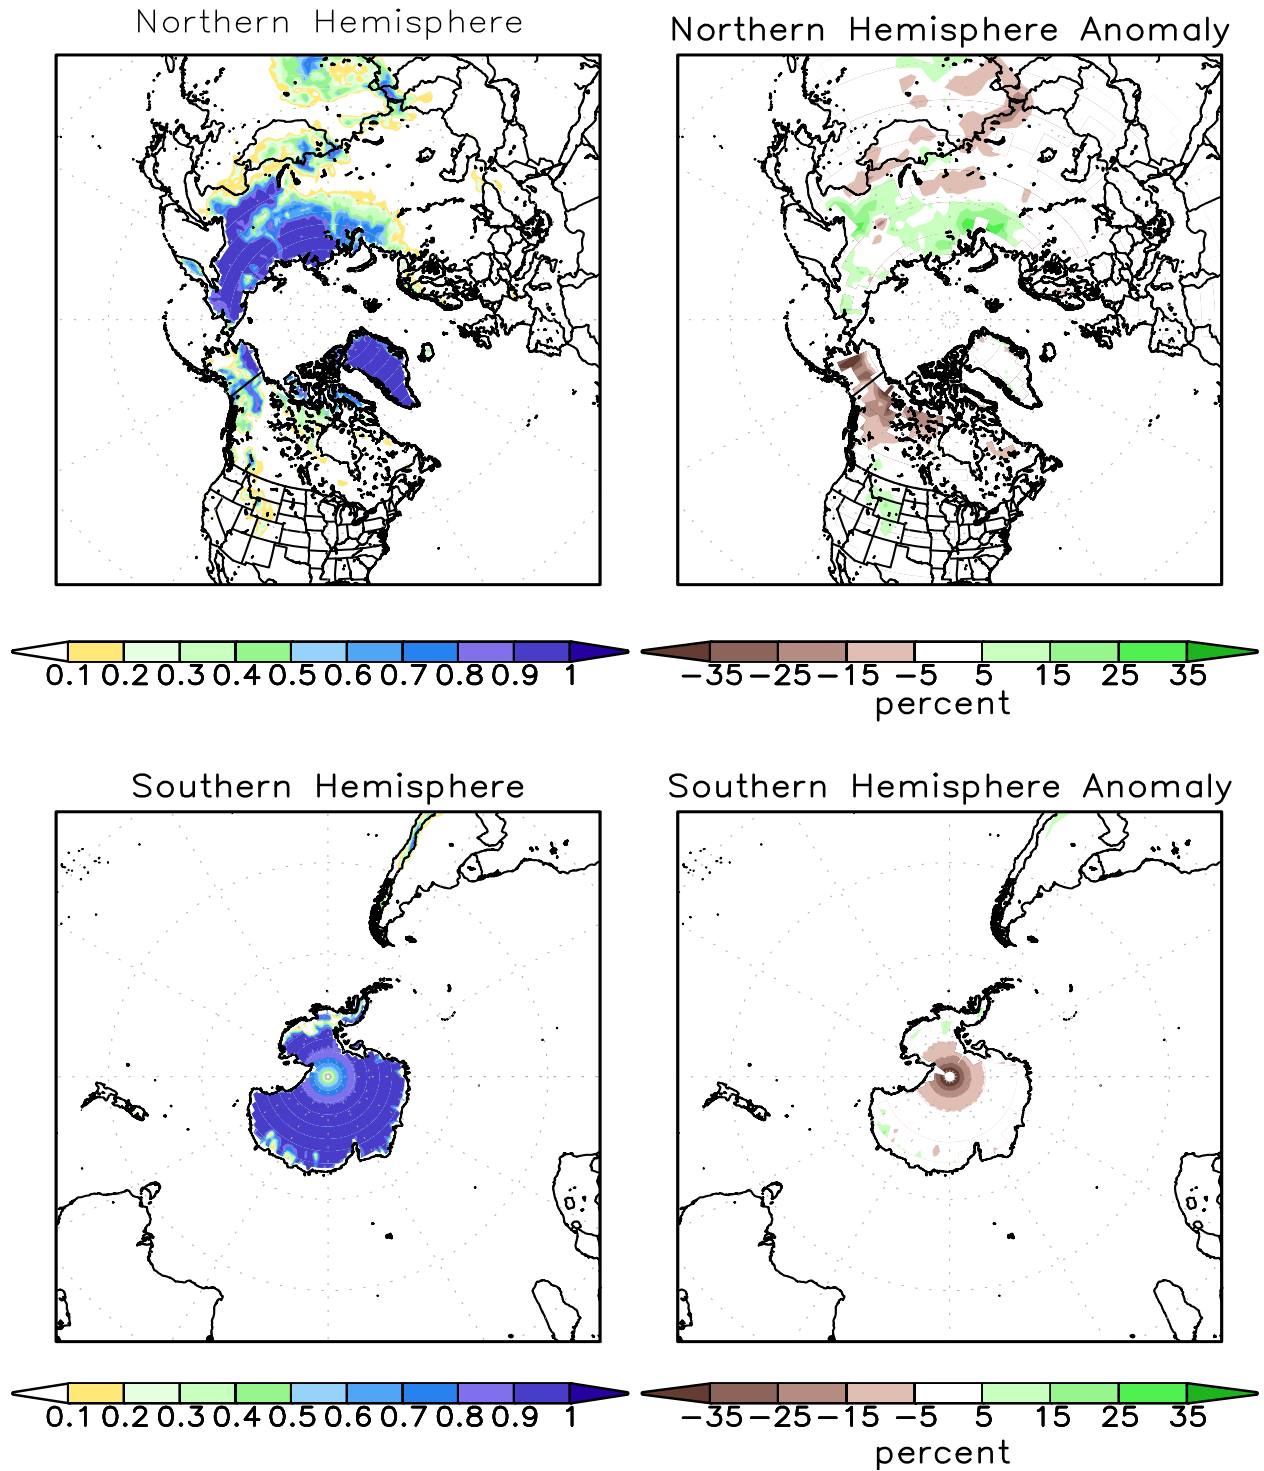 Northern Hemisphere
Northern Hemisphere Anomaly
0.1 0.2 0.3 0.4 0.5 0.6 0.7 0.8 0.9 1
-35 -25 -15 -5 5 15 25 35
percent
Southern Hemisphere
Southern Hemisphere Anomaly
0.1 0.2 0.3 0.4 0.5 0.6 0.7 0.8 0.9 1
-35 -25 -15 -5 5 15 25 35
percent